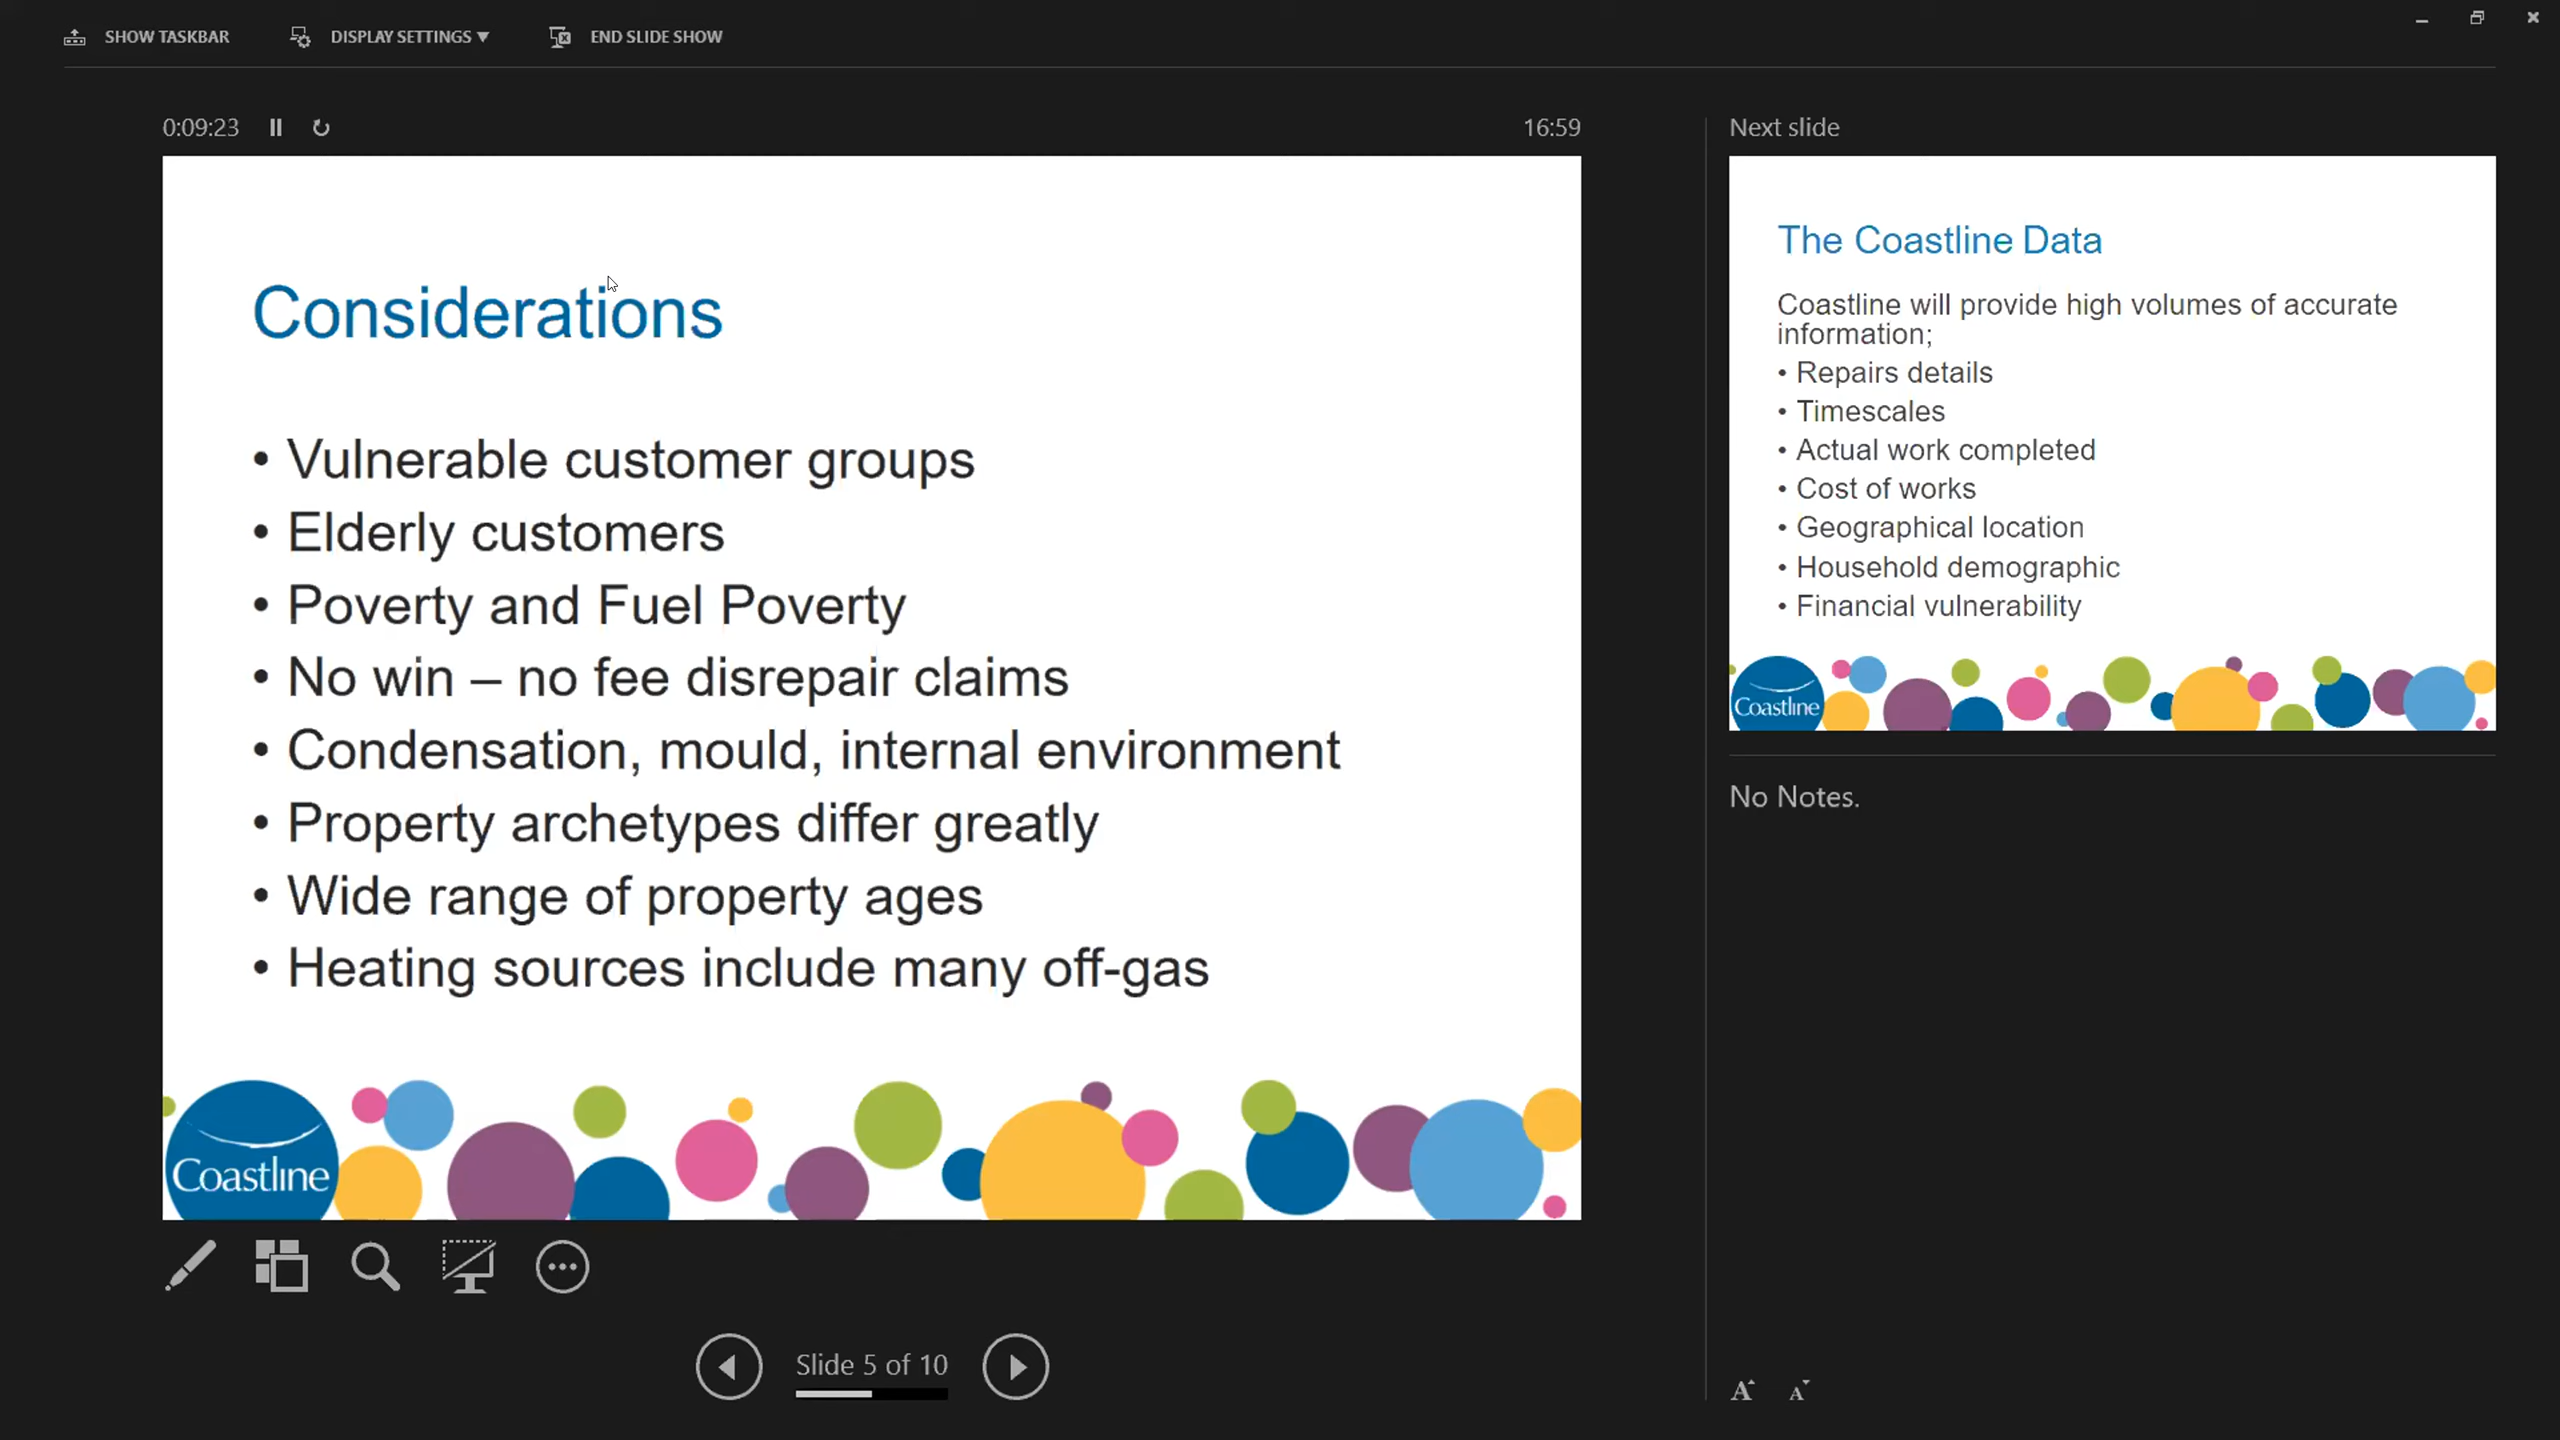 SHOW TASKBAR
DISPLAY SETTINGS ▼
END SLIDE SHOW
0:09:23
16:59
Considerations
• Vulnerable customer groups
• Elderly customers
• Poverty and Fuel Poverty
• No win – no fee disrepair claims
• Condensation, mould, internal environment
• Property archetypes differ greatly
• Wide range of property ages
• Heating sources include many off-gas
Coastline
Slide 5 of 10
Next slide
The Coastline Data
Coastline will provide high volumes of accurate
information;
• Repairs details
• Timescales
• Actual work completed
• Cost of works
• Geographical location
• Household demographic
• Financial vulnerability
Coastline
No Notes.
A A